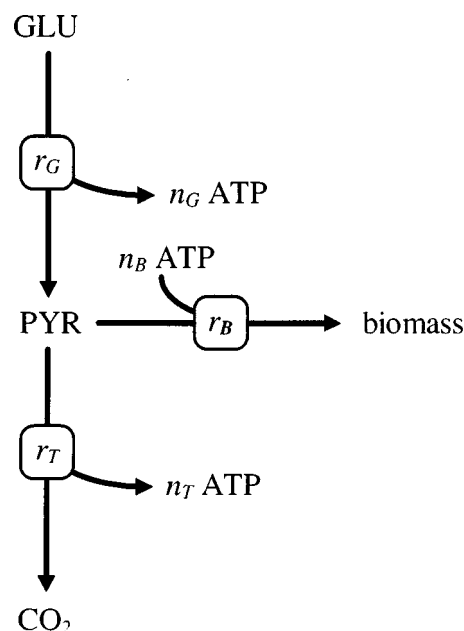 GLU
r_G
n_G ATP
n_B ATP
PYR
r_B
biomass
r_T
n_T ATP
CO₂